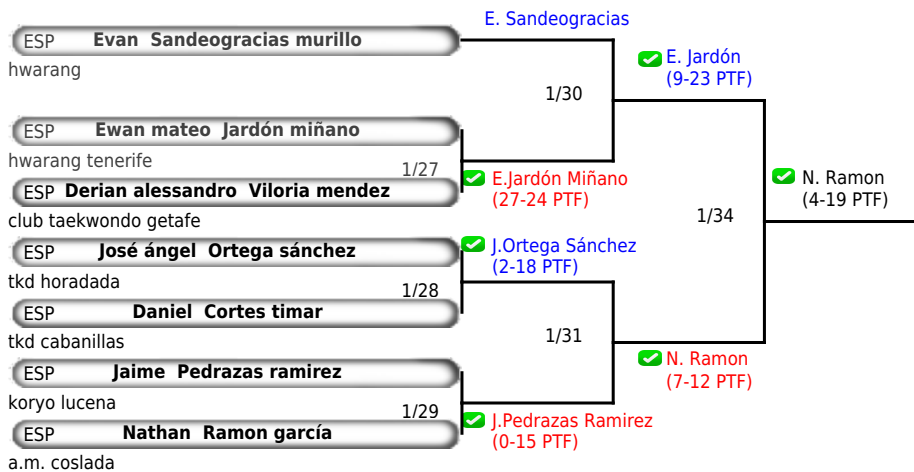 E. Sandeogracias
ESP Evan Sandeogracias murillo
hwarang
E. Jardón
(9-23 PTF)
1/30
ESP Ewan mateo Jardón miñano
hwarang tenerife
1/27
E.Jardón Miñano
(27-24 PTF)
N. Ramon
(4-19 PTF)
ESP Derian alessandro Viloria mendez
club taekwondo getafe
1/34
ESP José ángel Ortega sánchez
J.Ortega Sánchez
(2-18 PTF)
tkd horadada
1/28
ESP Daniel Cortes timar
tkd cabanillas
1/31
N. Ramon
(7-12 PTF)
ESP Jaime Pedrazas ramirez
koryo lucena
1/29
J.Pedrazas Ramirez
(0-15 PTF)
ESP Nathan Ramon garcía
a.m. coslada